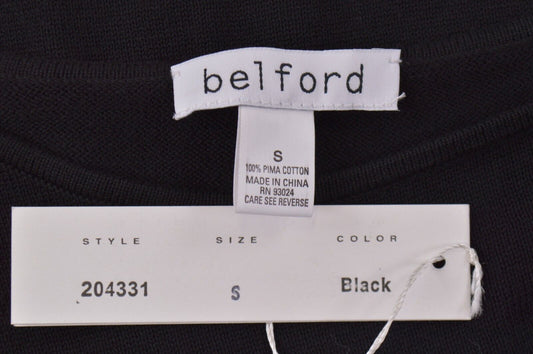 belford
S
100% PIMA COTTON
MADE IN CHINA
RN 93024
CARE SEE REVERSE
STYLE SIZE COLOR
204331 S Black